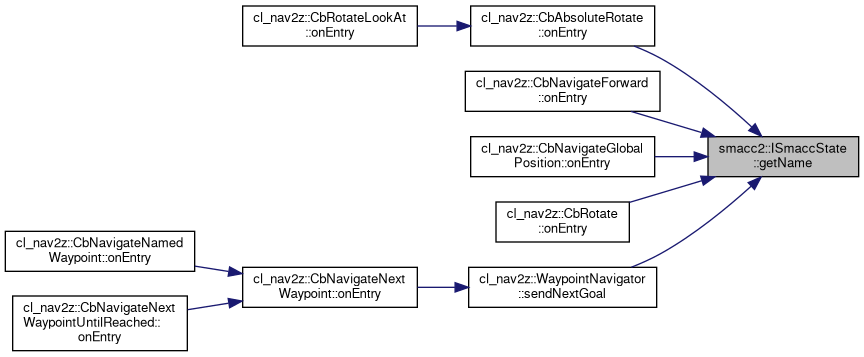 cl_nav2z::CbRotateLookAt
::onEntry
cl_nav2z::CbAbsoluteRotate
::onEntry
cl_nav2z::CbNavigateForward
::onEntry
cl_nav2z::CbNavigateGlobal
Position::onEntry
smacc2::ISmaccState
::getName
cl_nav2z::CbRotate
::onEntry
cl_nav2z::CbNavigateNamed
Waypoint::onEntry
cl_nav2z::CbNavigateNext
Waypoint::onEntry
cl_nav2z::WaypointNavigator
::sendNextGoal
cl_nav2z::CbNavigateNext
WaypointUntilReached::
onEntry